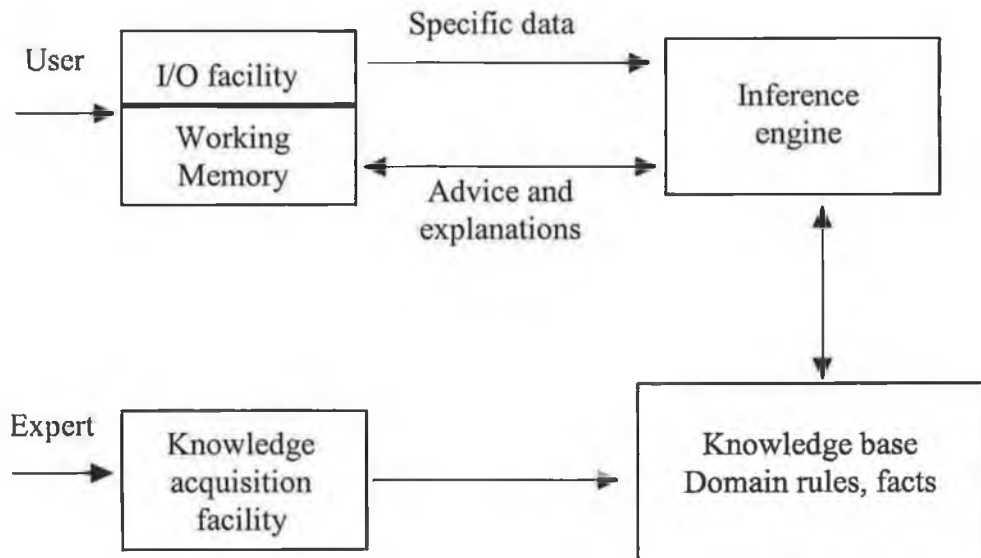 Specific data
User
I/O facility
Working
Memory
Inference
engine
Advice and
explanations
Expert
Knowledge
acquisition
facility
Knowledge base
Domain rules, facts